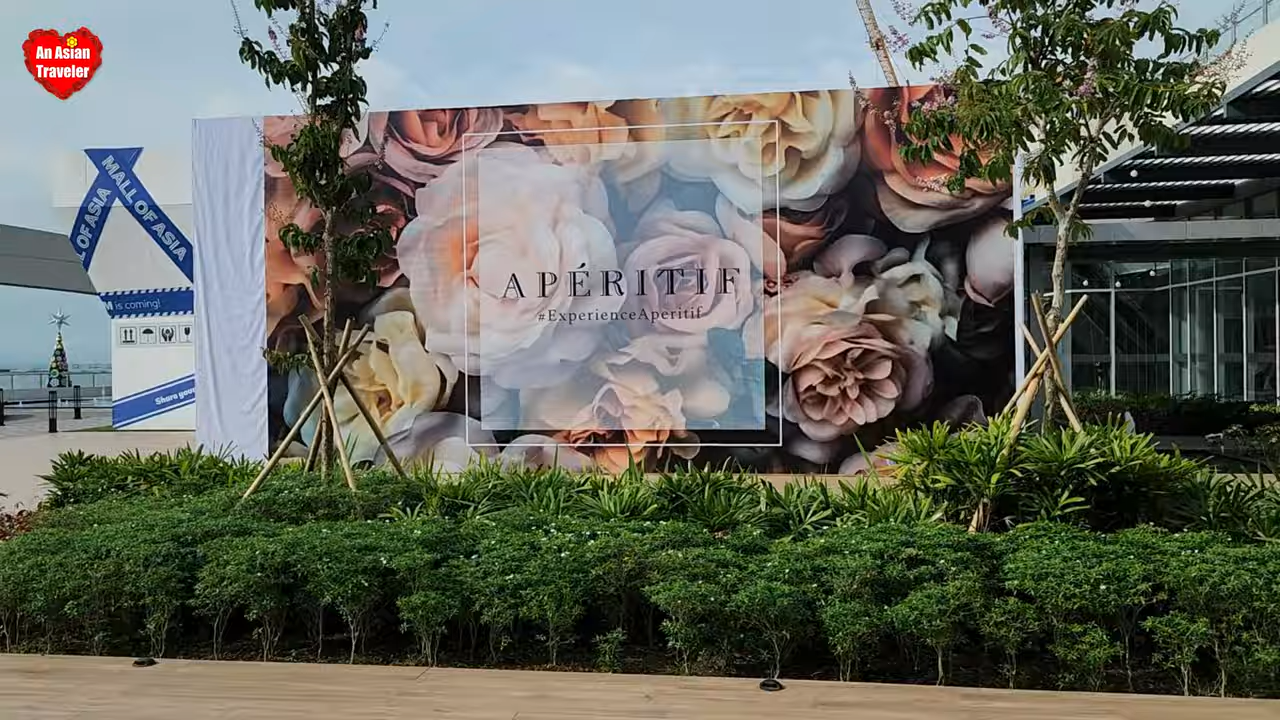 An Asian
Traveler
MALL OF ASIA
L OF ASIA
M is coming!
Share your
APÉRITIF
#ExperienceAperitif